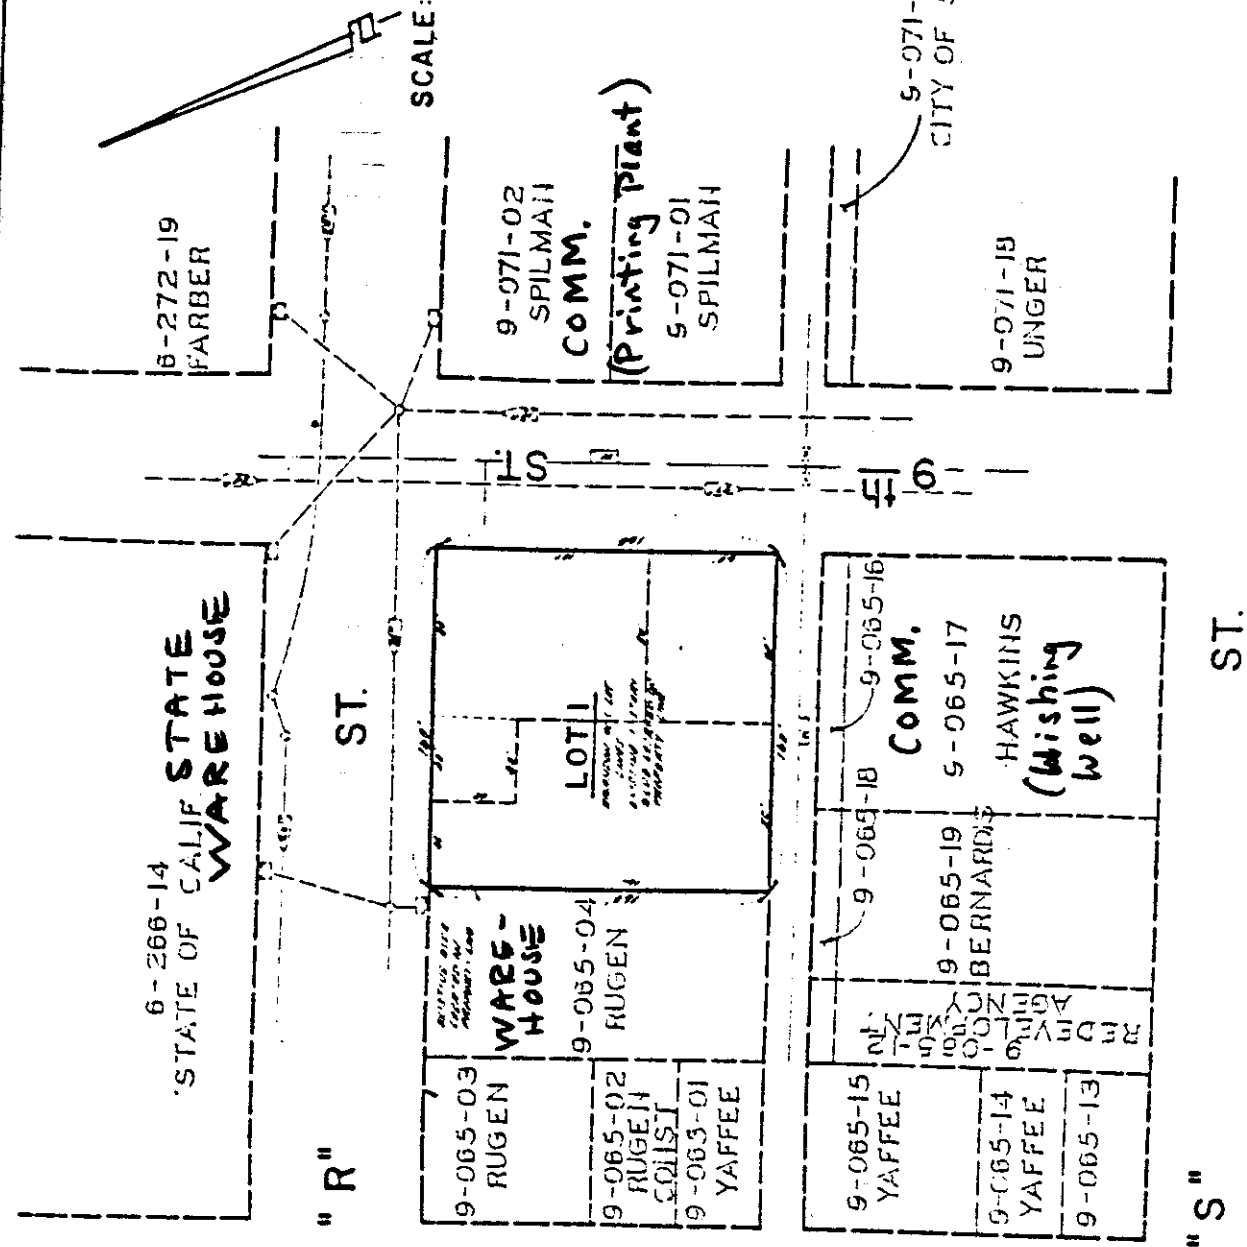 SCALE:
6-272-19
FARBER
9-071-02
SPILMAN
COMM.
(Printing Plant)
9-071-01
SPILMAN
9-071-
CITY OF
9-071-18
UNGER
9 th
ST.
6-266-14
STATE OF CALIF STATE
WAREHOUSE
"R"
ST.
LOT 1
WARE-
HOUSE
9-065-04
RUGEN
9-065-03
RUGEN
9-065-02
RUGEN
CONST
9-065-01
YAFFEE
9-065-16
9-065-18
COMM.
9-065-17
HAWKINS
(Wishing
Well)
9-065-19
BERNARDIS
REDEVELOPMENT
AGENCY
9-065-15
YAFFEE
9-065-14
YAFFEE
9-065-13
"S"
ST.